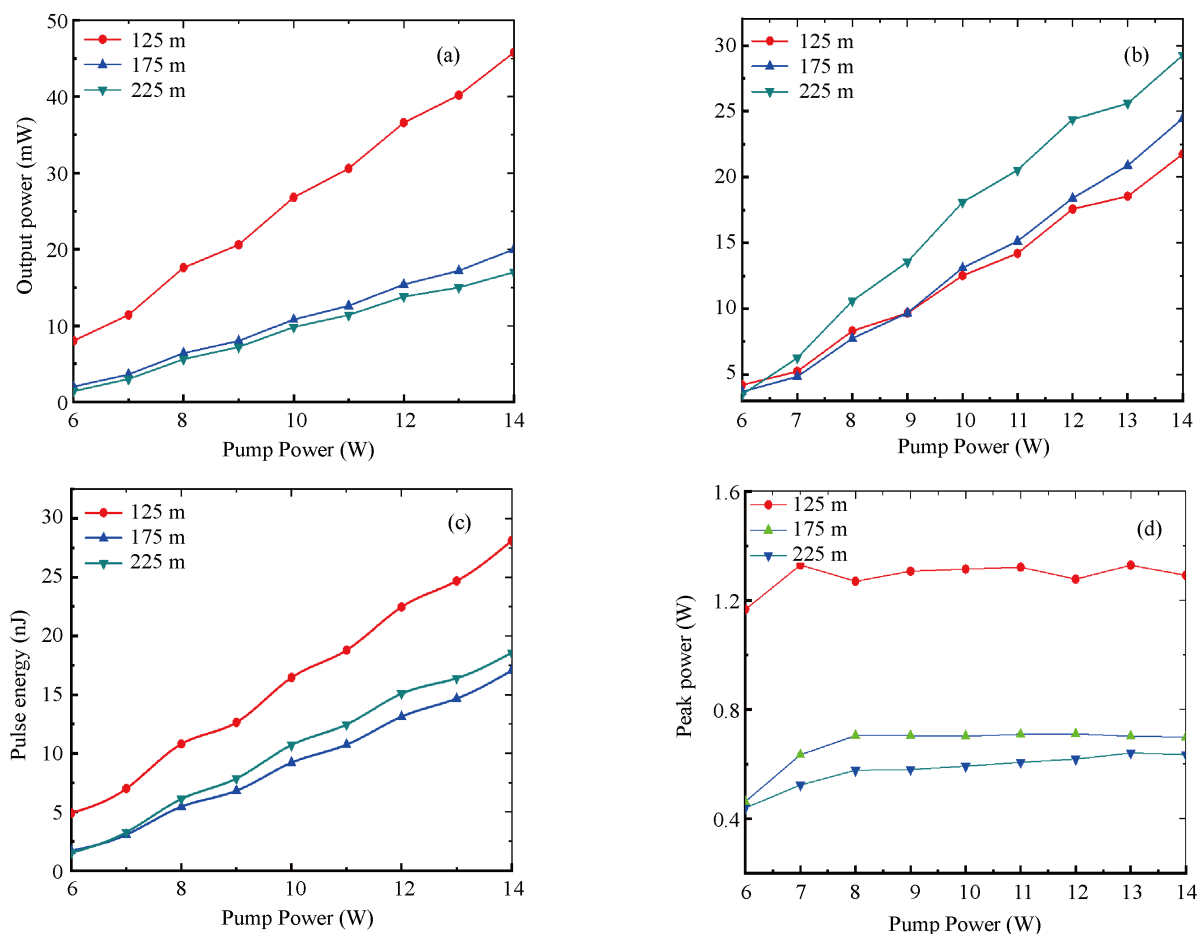 50
40
30
20
10
0
Output power (mW)
125 m
175 m
225 m
(a)
6 8 10 12 14
Pump Power (W)
30
25
20
15
10
5
125 m
175 m
225 m
(b)
6 7 8 9 10 11 12 13 14
Pump Power (W)
30
25
20
15
10
5
0
Pulse energy (nJ)
125 m
175 m
225 m
(c)
6 8 10 12 14
Pump Power (W)
1.6
1.2
0.8
0.4
Peak power (W)
125 m
175 m
225 m
(d)
6 7 8 9 10 11 12 13 14
Pump Power (W)